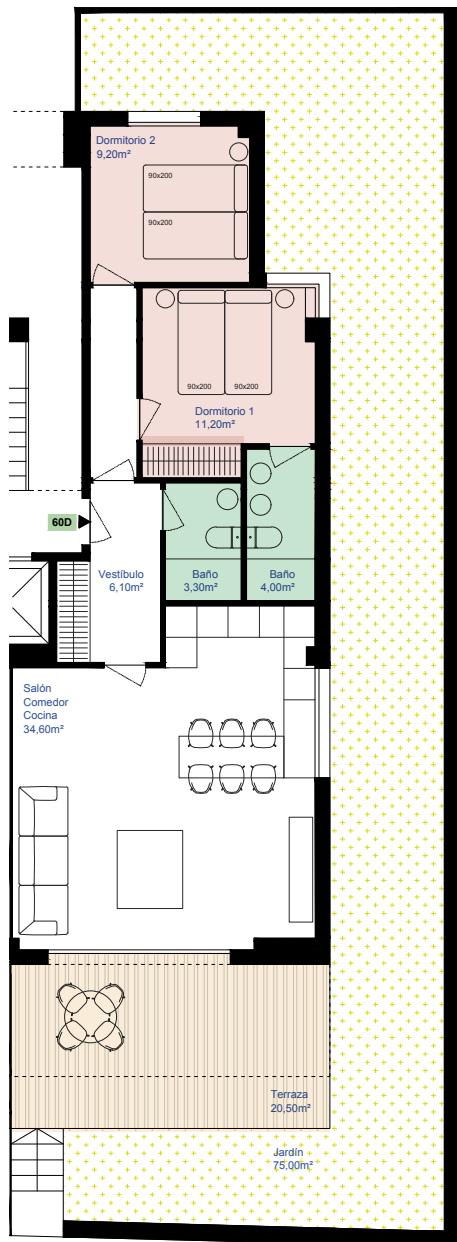 Dormitorio 2
9,20m²
90x200
90x200
90x200
90x200
Dormitorio 1
11,20m²
60D
Vestíbulo
6,10m²
Baño
3,30m²
Baño
4,00m²
Salón
Comedor
Cocina
34,60m²
Terraza
20,50m²
Jardín
75,00m²